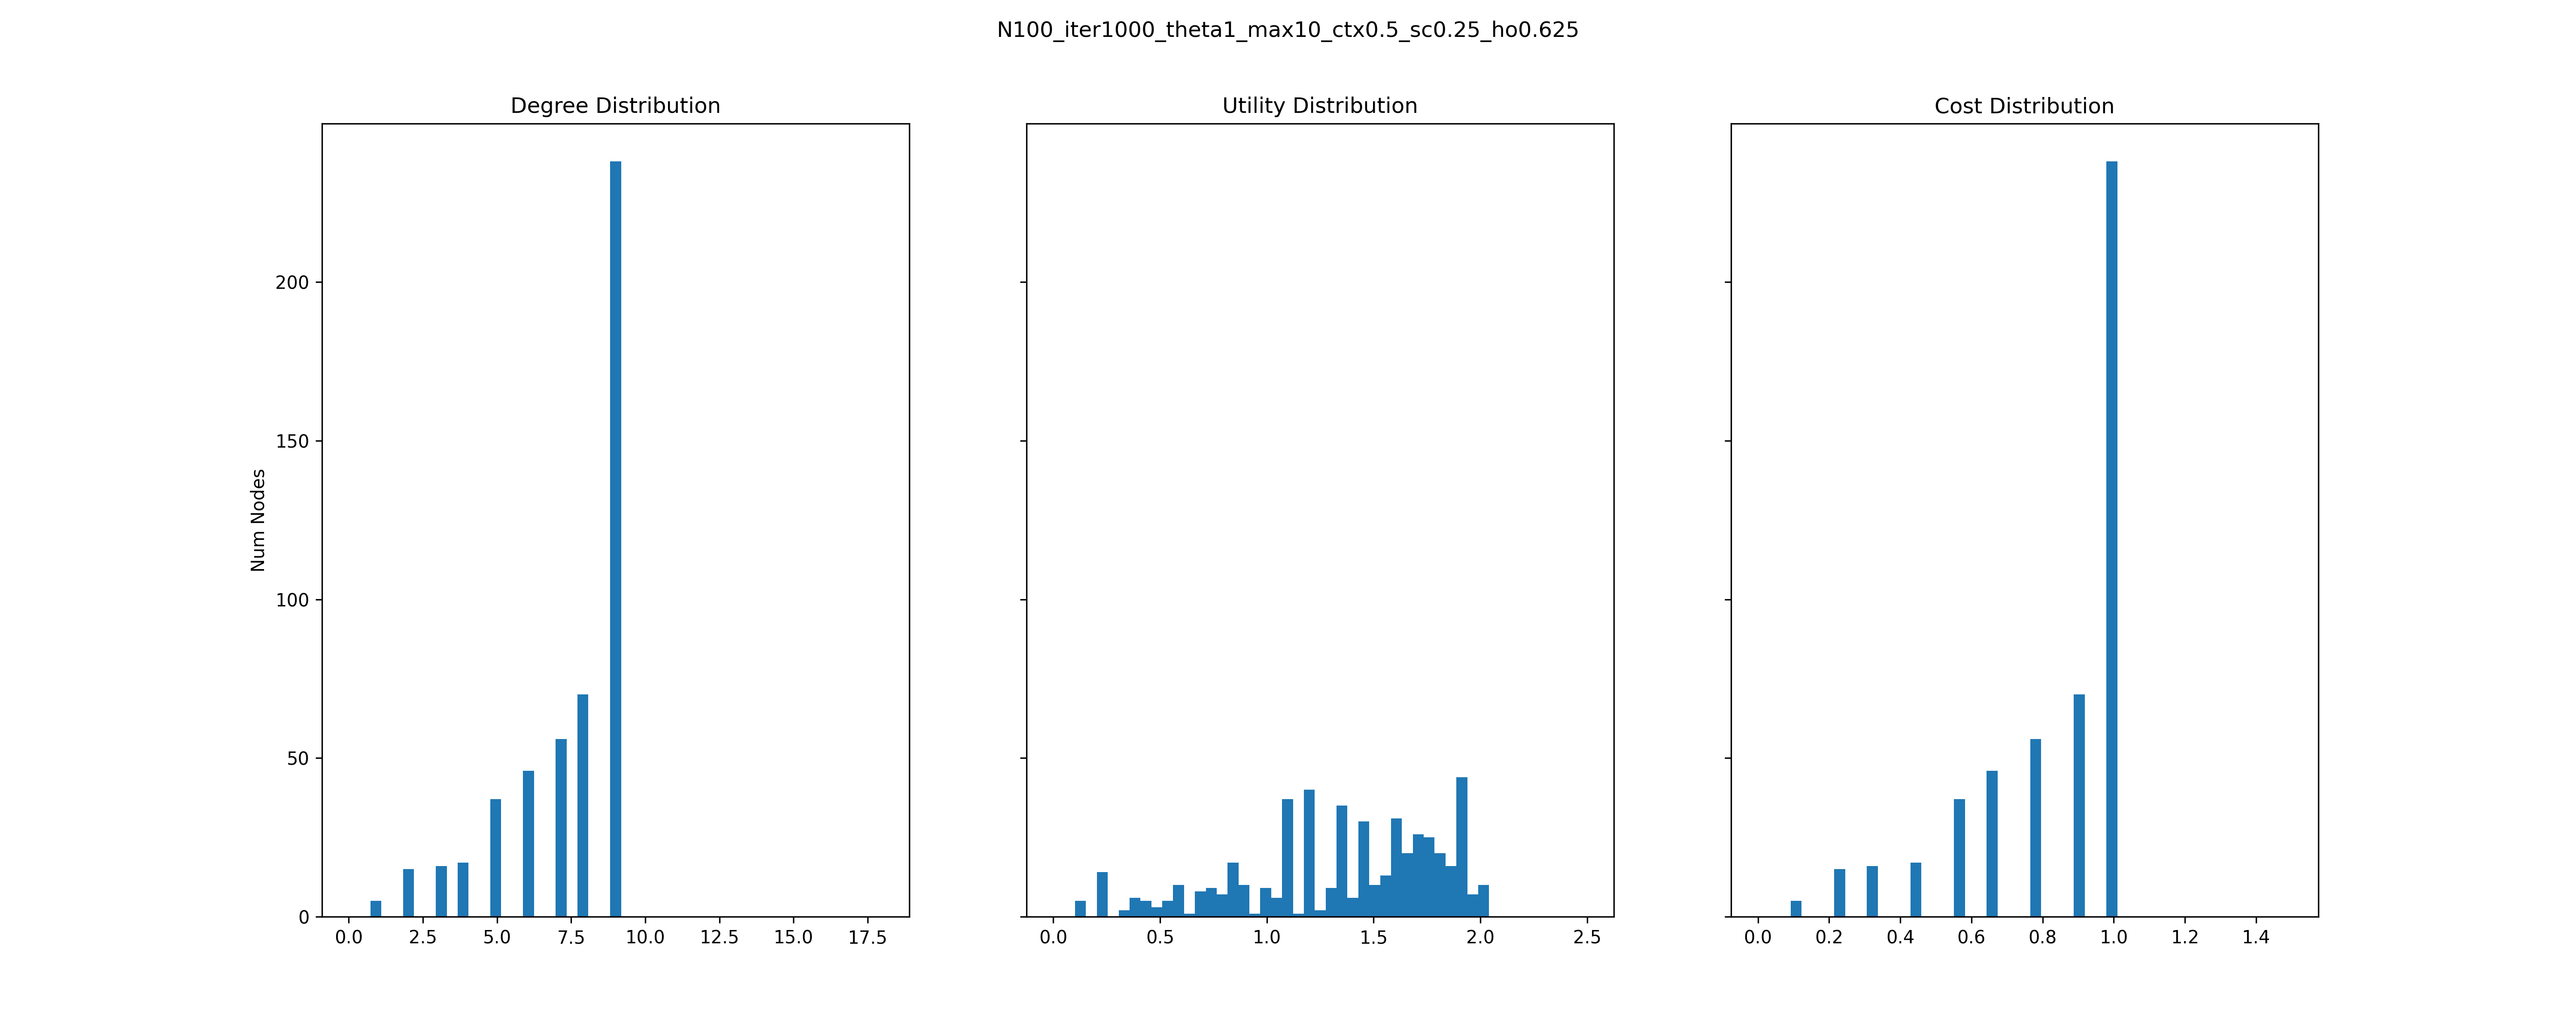 N100_iter1000_theta1_max10_ctx0.5_sc0.25_ho0.625
Degree Distribution
Utility Distribution
Cost Distribution
Num Nodes
200
150
100
50
0
0.0 2.5 5.0 7.5 10.0 12.5 15.0 17.5
0.0 0.5 1.0 1.5 2.0 2.5
0.0 0.2 0.4 0.6 0.8 1.0 1.2 1.4